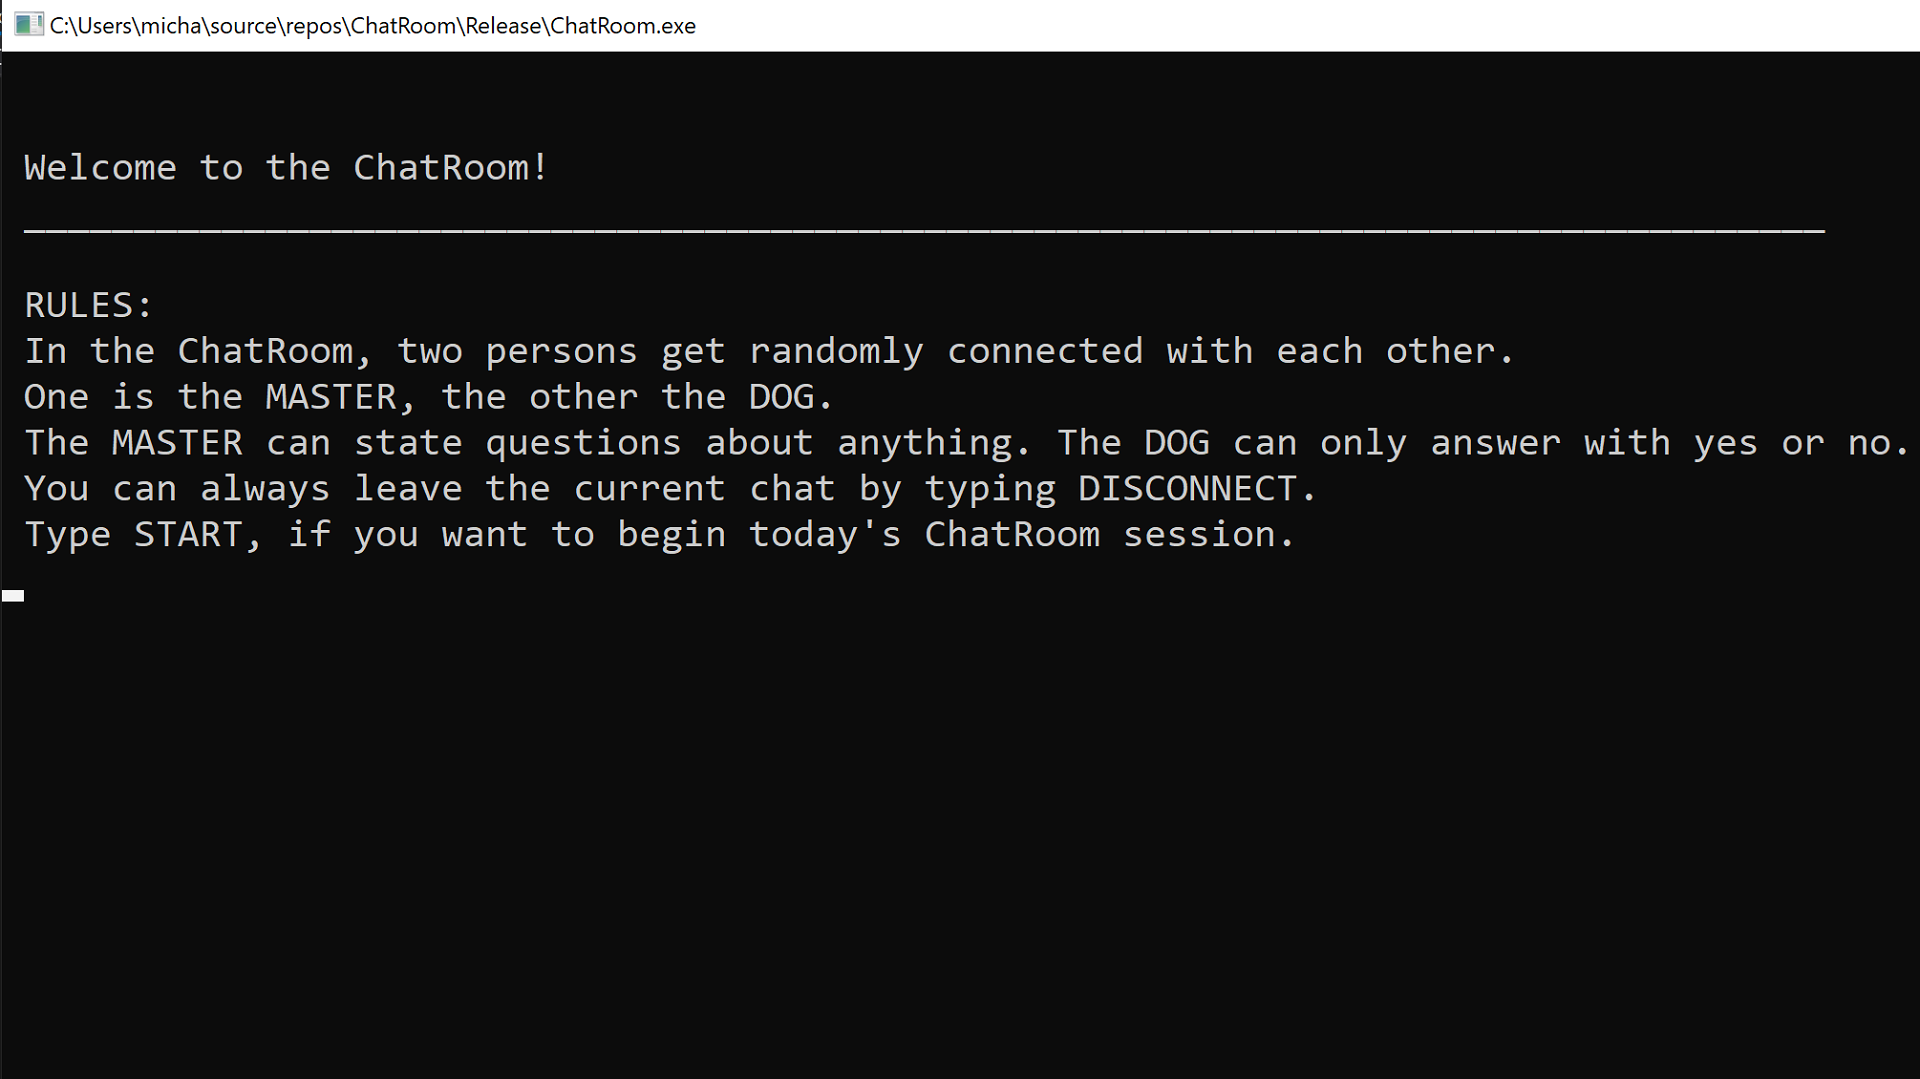 C:\Users\micha\source\repos\ChatRoom\Release\ChatRoom.exe
Welcome to the ChatRoom!
RULES:
In the ChatRoom, two persons get randomly connected with each other.
One is the MASTER, the other the DOG.
The MASTER can state questions about anything. The DOG can only answer with yes or no.
You can always leave the current chat by typing DISCONNECT.
Type START, if you want to begin today's ChatRoom session.